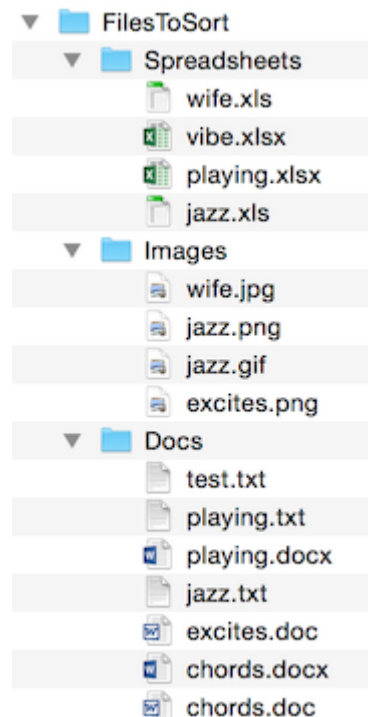 FilesToSort
Spreadsheets
wife.xls
vibe.xlsx
playing.xlsx
jazz.xls
Images
wife.jpg
jazz.png
jazz.gif
excites.png
Docs
test.txt
playing.txt
playing.docx
jazz.txt
excites.doc
chords.docx
chords.doc